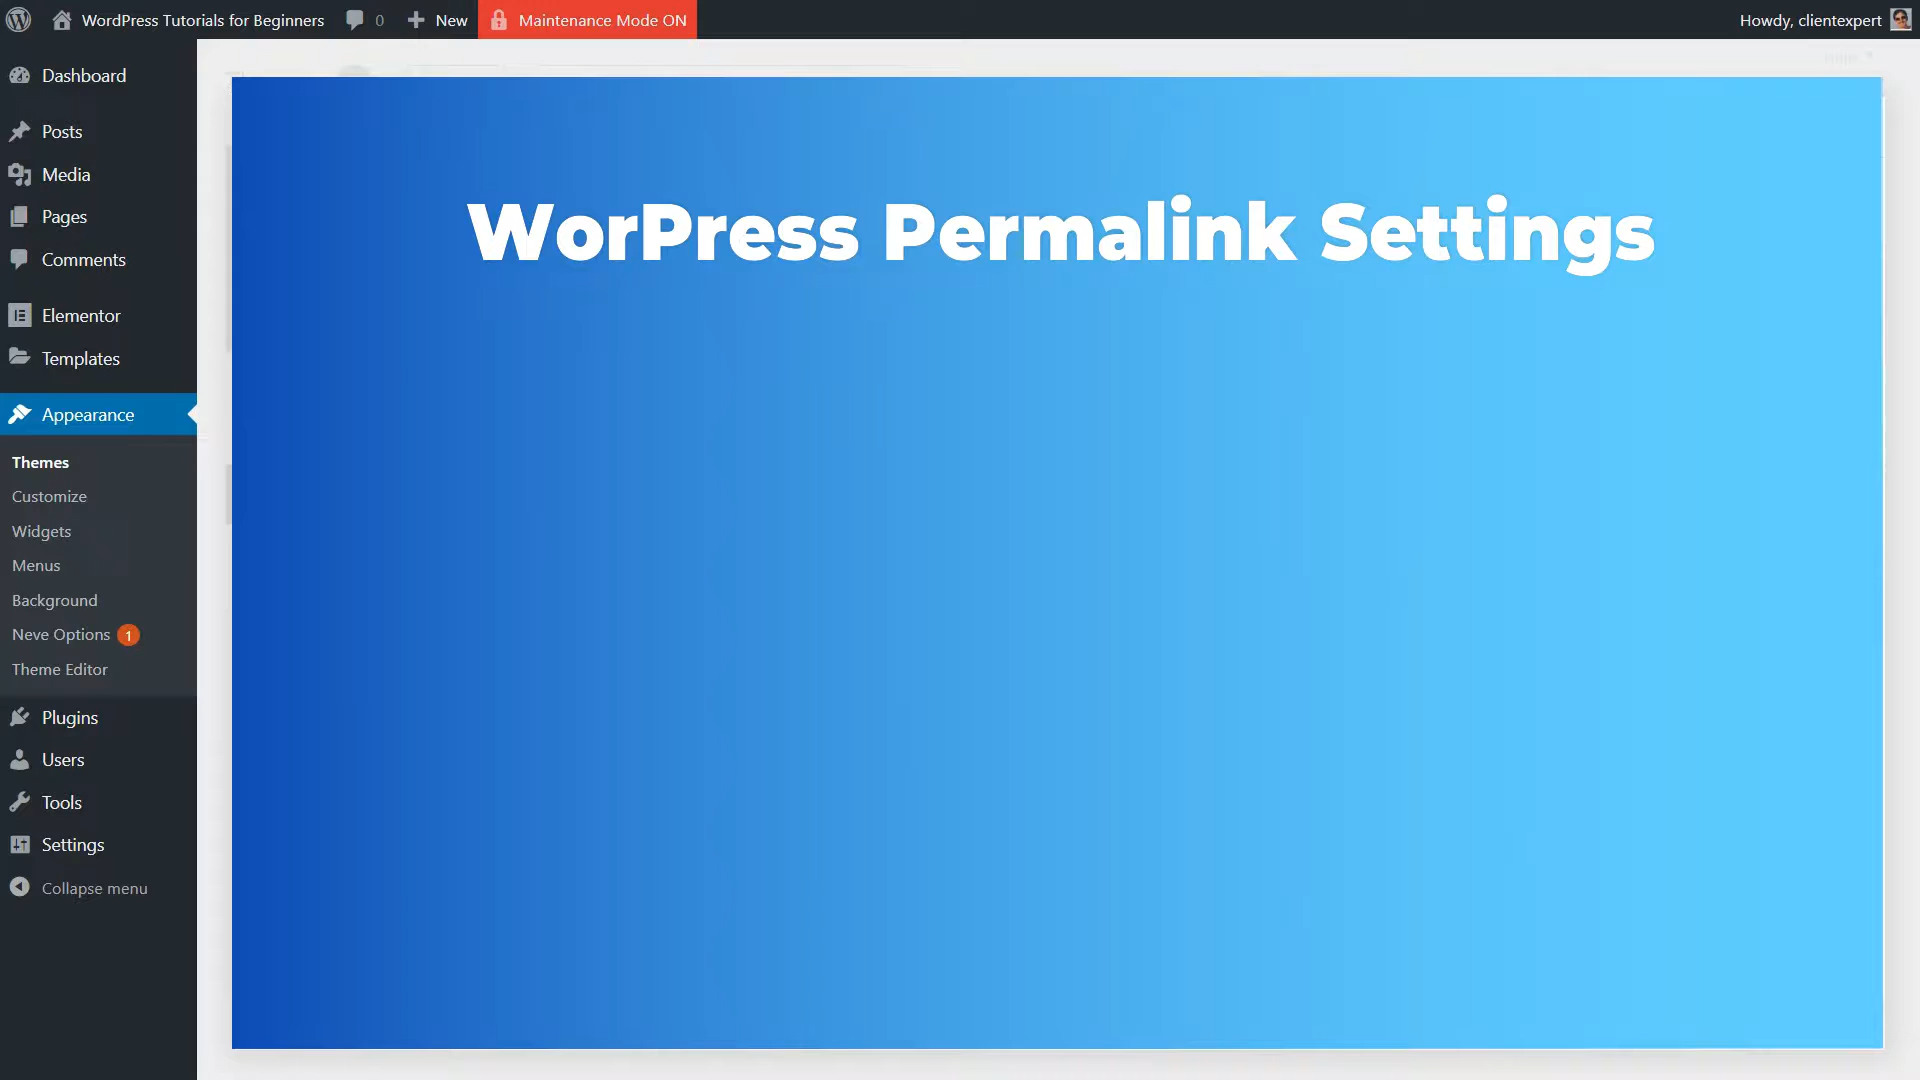 WordPress Tutorials for Beginners 0 New Maintenance Mode ON Howdy, clientexpert
Dashboard
Posts
Media
Pages
Comments
Elementor
Templates
Appearance
Themes
Customize
Widgets
Menus
Background
Neve Options 1
Theme Editor
Plugins
Users
Tools
Settings
Collapse menu
WorPress Permalink Settings